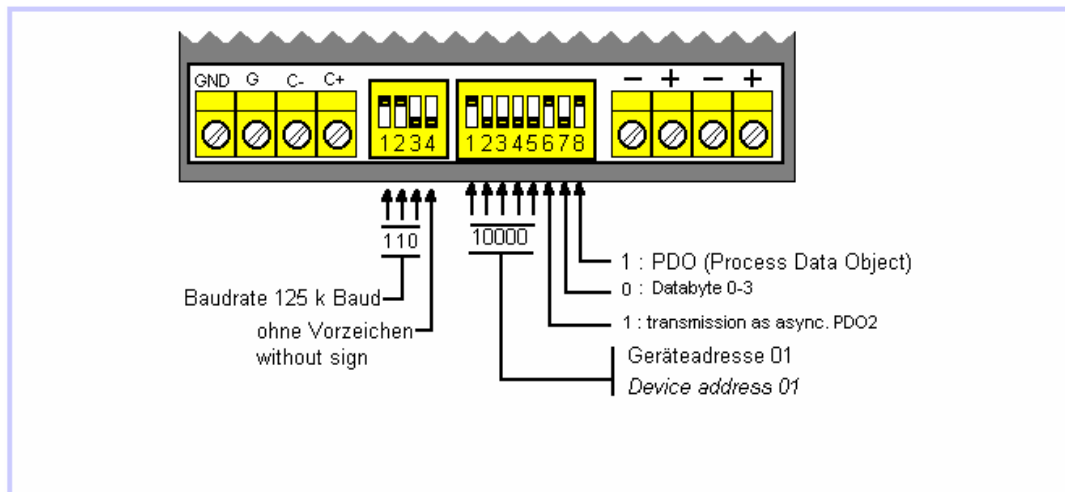 GND G C- C+ − + − +
1234 12345678
110 10000
1 : PDO (Process Data Object)
0 : Databyte 0-3
Baudrate 125 k Baud
1 : transmission as async. PDO2
ohne Vorzeichen
without sign
Geräteadresse 01
Device address 01